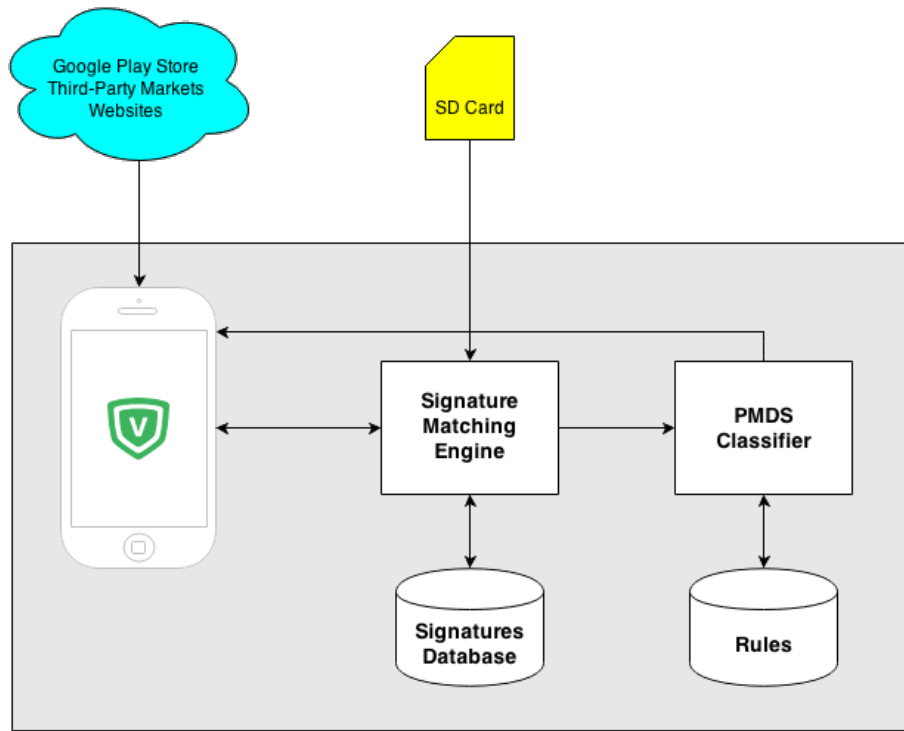 Google Play Store
Third-Party Markets
Websites
SD Card
V
Signature
Matching
Engine
PMDS
Classifier
Signatures
Database
Rules